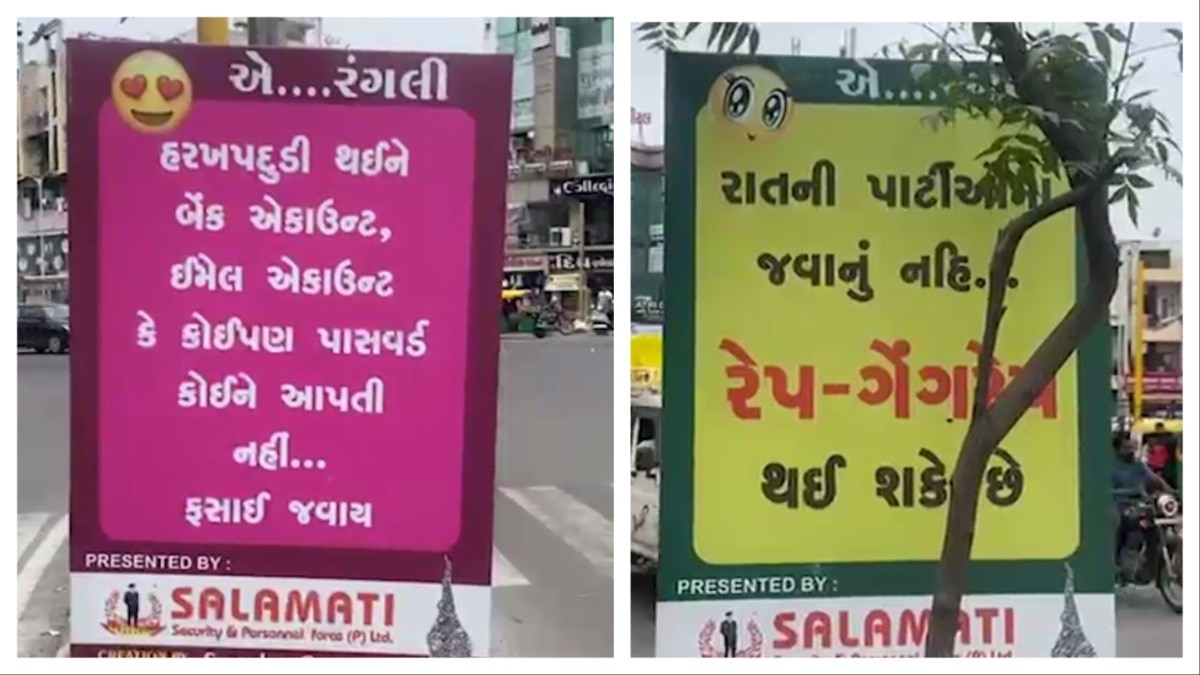 એ....રંગલી
હરખપદુડી થઈને
બેંક એકાઉન્ટ,
ઈમેલ એકાઉન્ટ
કે કોઈપણ પાસવર્ડ
કોઈને આપતી
નહીં...
ફસાઈ જવાય
PRESENTED BY :
SALAMATI
Security & Personnel Force (P) Ltd.
એ....
રાતની પાર્ટીઓમાં
જવાનું નહિ...
રેપ-ગેંગરેપ
થઈ શકે છે
PRESENTED BY :
SALAMATI